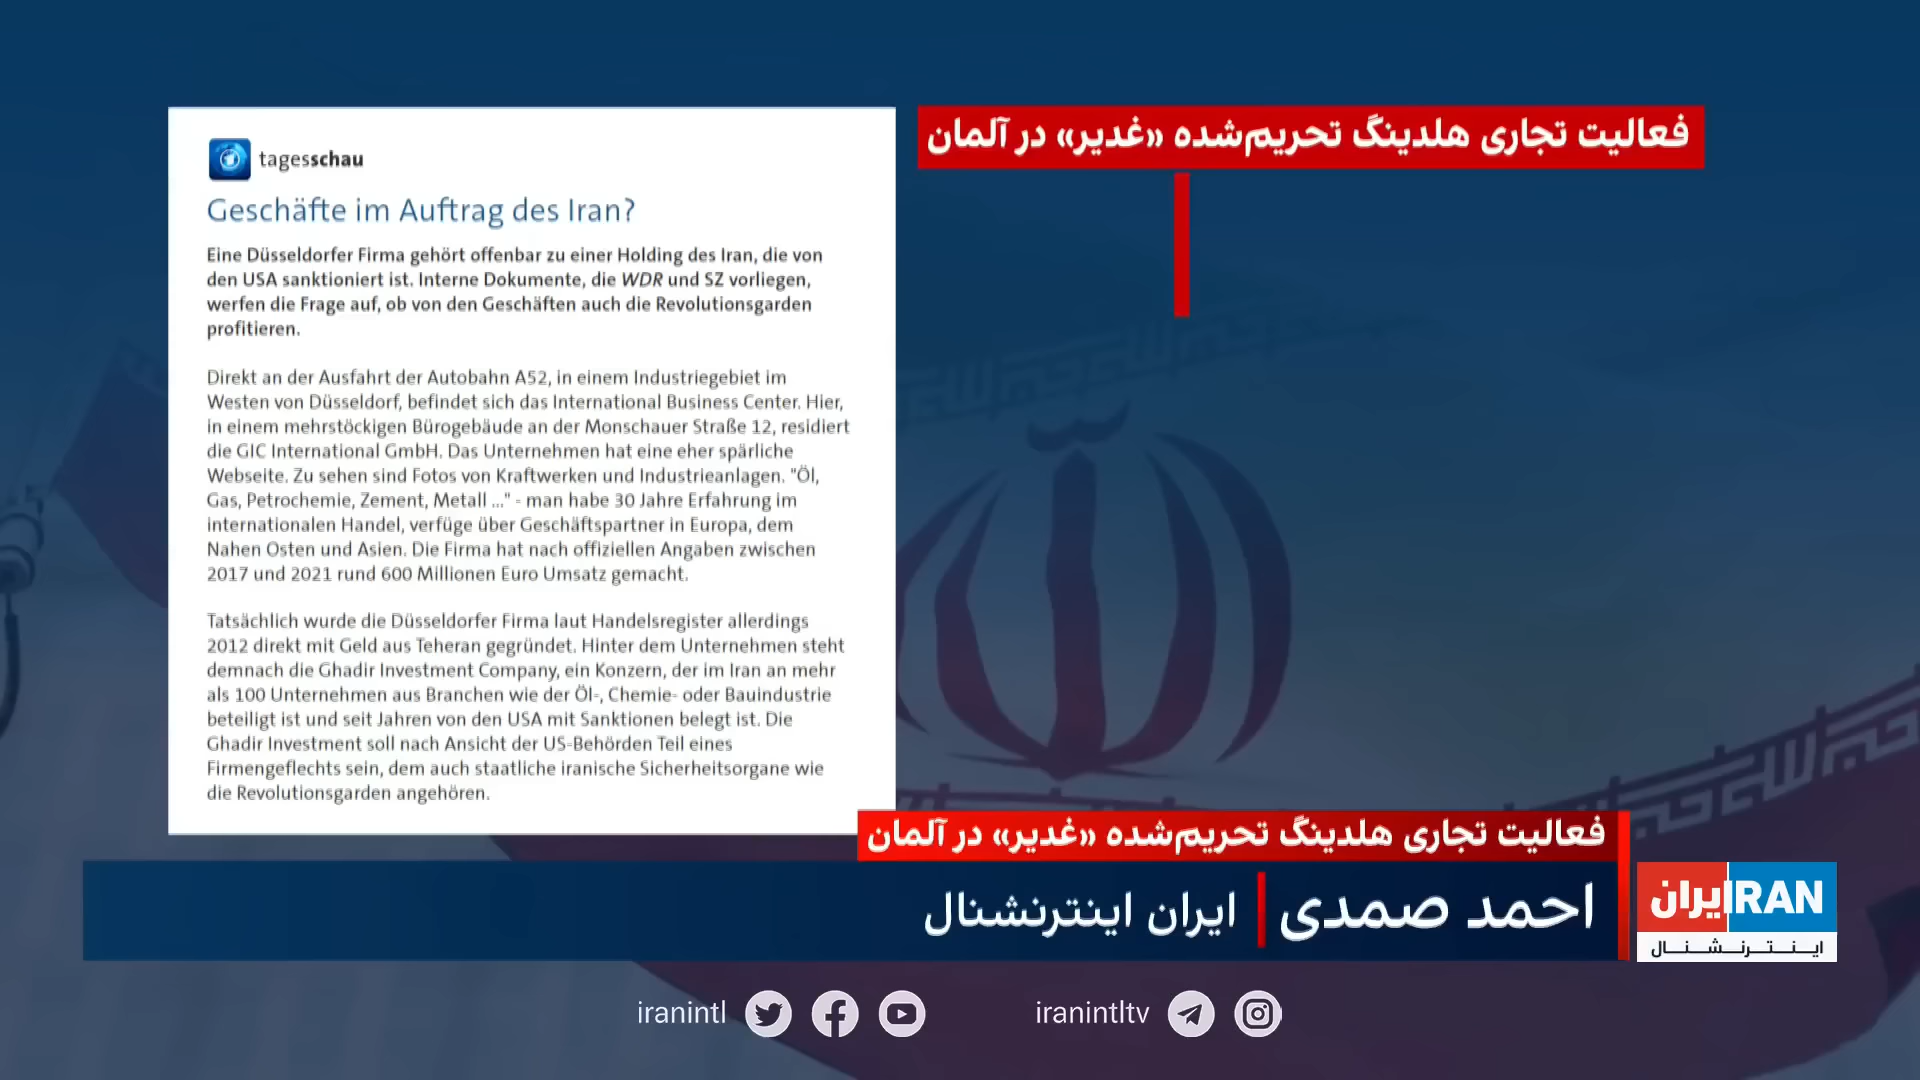 فعالیت تجاری هلدینگ تحریم‌شده «غدیر» در آلمان
tagesschau
Geschäfte im Auftrag des Iran?
Eine Düsseldorfer Firma gehört offenbar zu einer Holding des Iran, die von
den USA sanktioniert ist. Interne Dokumente, die WDR und SZ vorliegen,
werfen die Frage auf, ob von den Geschäften auch die Revolutionsgarden
profitieren.
Direkt an der Ausfahrt der Autobahn A52, in einem Industriegebiet im
Westen von Düsseldorf, befindet sich das International Business Center. Hier,
in einem mehrstöckigen Bürogebäude an der Monschauer Straße 12, residiert
die GIC International GmbH. Das Unternehmen hat eine eher spärliche
Webseite. Zu sehen sind Fotos von Kraftwerken und Industrieanlagen. "Öl,
Gas, Petrochemie, Zement, Metall ..." - man habe 30 Jahre Erfahrung im
internationalen Handel, verfüge über Geschäftspartner in Europa, dem
Nahen Osten und Asien. Die Firma hat nach offiziellen Angaben zwischen
2017 und 2021 rund 600 Millionen Euro Umsatz gemacht.
Tatsächlich wurde die Düsseldorfer Firma laut Handelsregister allerdings
2012 direkt mit Geld aus Teheran gegründet. Hinter dem Unternehmen steht
demnach die Ghadir Investment Company, ein Konzern, der im Iran an mehr
als 100 Unternehmen aus Branchen wie der Öl-, Chemie- oder Bauindustrie
beteiligt ist und seit Jahren von den USA mit Sanktionen belegt ist. Die
Ghadir Investment soll nach Ansicht der US-Behörden Teil eines
Firmengeflechts sein, dem auch staatliche iranische Sicherheitsorgane wie
die Revolutionsgarden angehören.
فعالیت تجاری هلدینگ تحریم‌شده «غدیر» در آلمان
احمد صمدی | ایران اینترنشنال
ایران IRAN
اینترنشنال
iranintl
iranintltv